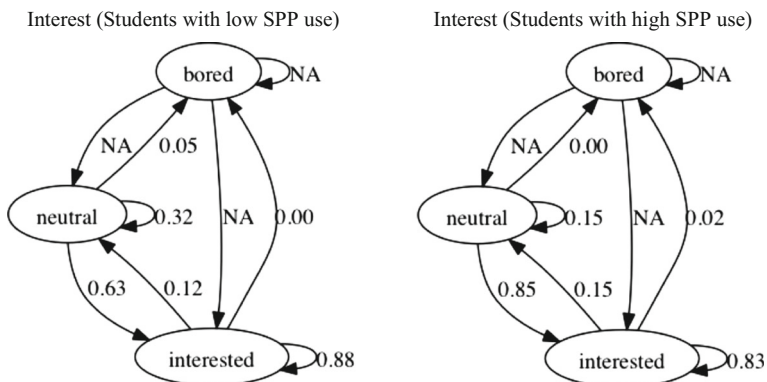 Interest (Students with low SPP use)
bored
NA
NA
0.05
neutral
0.32
NA
0.00
0.63
0.12
interested
0.88
Interest (Students with high SPP use)
bored
NA
NA
0.00
neutral
0.15
NA
0.02
0.85
0.15
interested
0.83